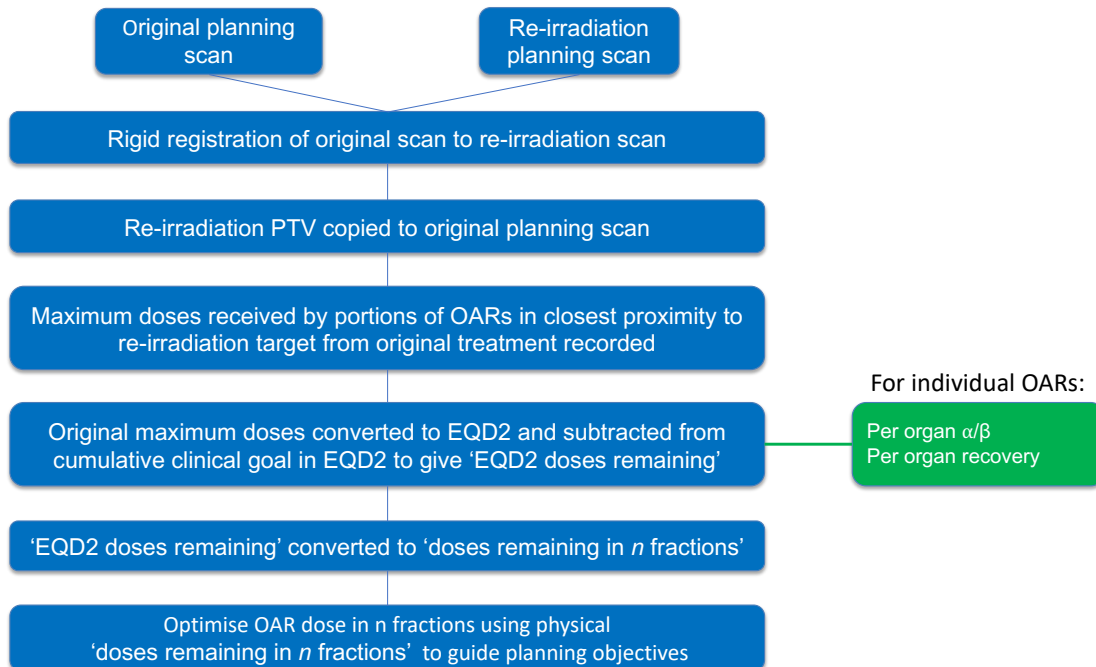 Original planning
scan
Re-irradiation
planning scan
Rigid registration of original scan to re-irradiation scan
Re-irradiation PTV copied to original planning scan
Maximum doses received by portions of OARs in closest proximity to
re-irradiation target from original treatment recorded
For individual OARs:
Original maximum doses converted to EQD2 and subtracted from
cumulative clinical goal in EQD2 to give ‘EQD2 doses remaining’
Per organ α/β
Per organ recovery
‘EQD2 doses remaining’ converted to ‘doses remaining in n fractions’
Optimise OAR dose in n fractions using physical
‘doses remaining in n fractions’ to guide planning objectives